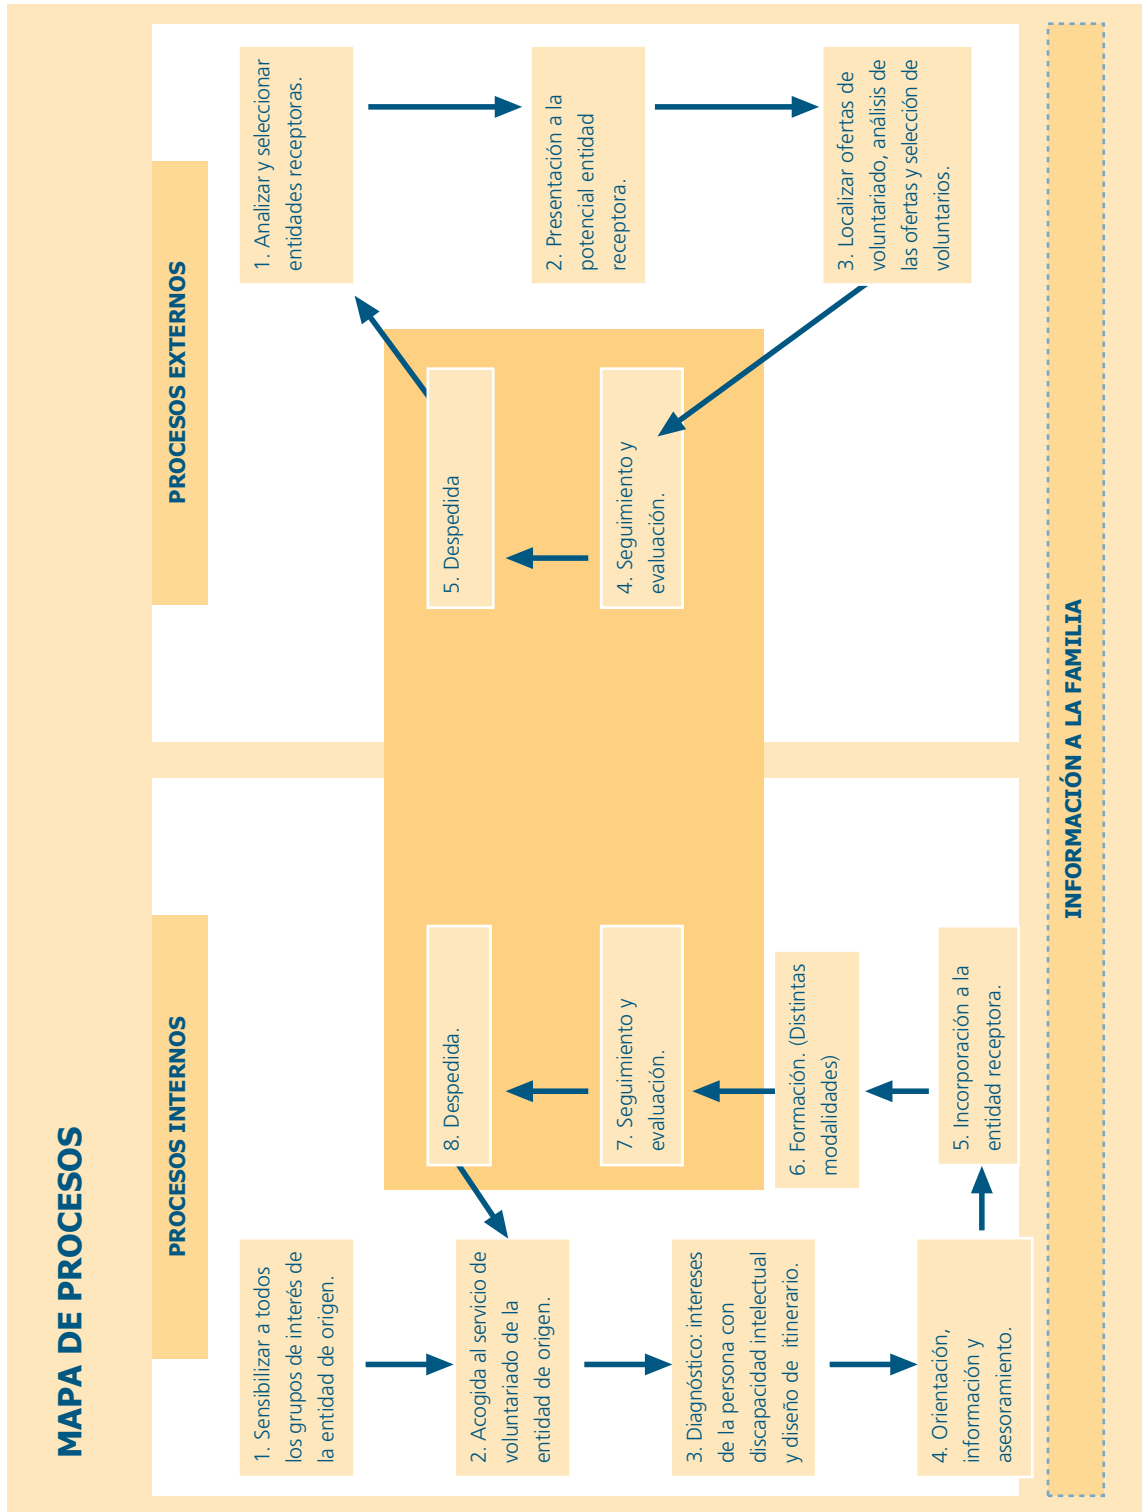 MAPA DE PROCESOS
PROCESOS INTERNOS
1. Sensibilizar a todos
los grupos de interés de
la entidad de origen.
2. Acogida al servicio de
voluntariado de la
entidad de origen.
3. Diagnóstico: intereses
de la persona con
discapacidad intelectual
y diseño de itinerario.
4. Orientación,
información y
asesoramiento.
5. Incorporación a la
entidad receptora.
6. Formación. (Distintas
modalidades)
7. Seguimiento y
evaluación.
8. Despedida.
PROCESOS EXTERNOS
1. Analizar y seleccionar
entidades receptoras.
2. Presentación a la
potencial entidad
receptora.
3. Localizar ofertas de
voluntariado, análisis de
las ofertas y selección de
voluntarios.
4. Seguimiento y
evaluación.
5. Despedida
INFORMACIÓN A LA FAMILIA